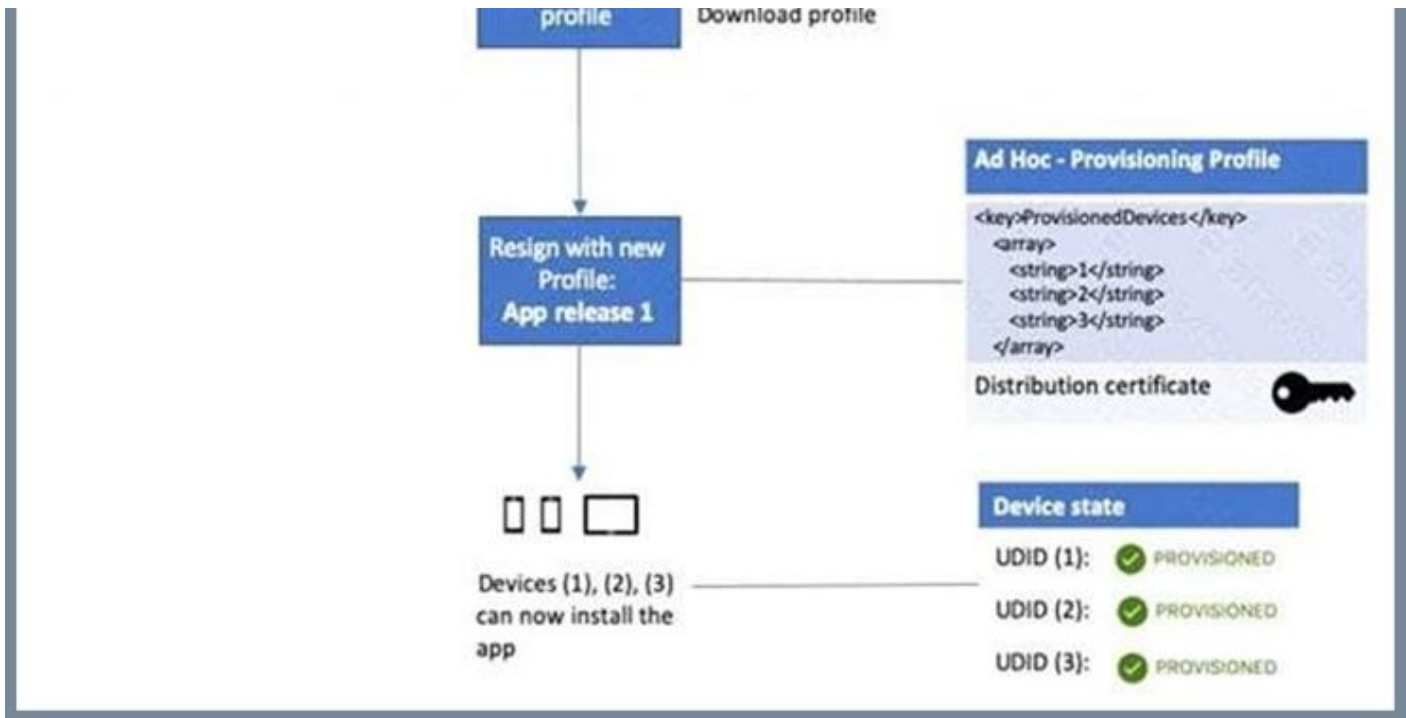 profile
Download profile
Ad Hoc - Provisioning Profile
<key>ProvisionedDevices</key>
<array>
<string>1</string>
<string>2</string>
<string>3</string>
</array>
Distribution certificate
Resign with new
Profile:
App release 1
Devices (1), (2), (3)
can now install the
app
Device state
UDID (1): PROVISIONED
UDID (2): PROVISIONED
UDID (3): PROVISIONED